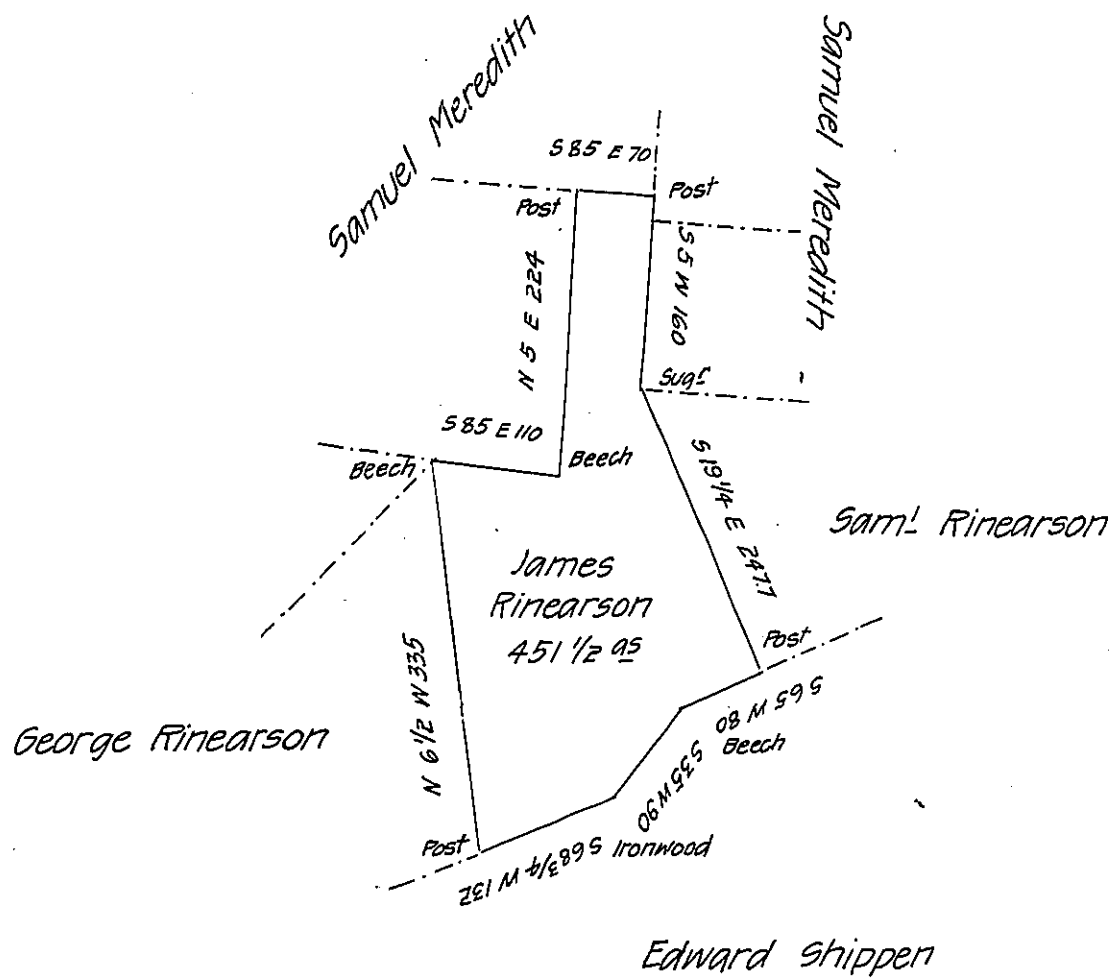 Samuel Meredith
Samuel Meredith
S 85 E 70
Post
Post
N 5 E 224
S 5 W 160
Sugr
S 85 E 110
Beech
Beech
S 19 1/4 E 247.7
Saml Rinearson
James
Rinearson
451 1/2 as
Post
George Rinearson
N 6 1/2 W 335
S 65 W 80
Beech
S 35 W 90
Ironwood
S 68 3/4 W 132
Post
Edward Shippen